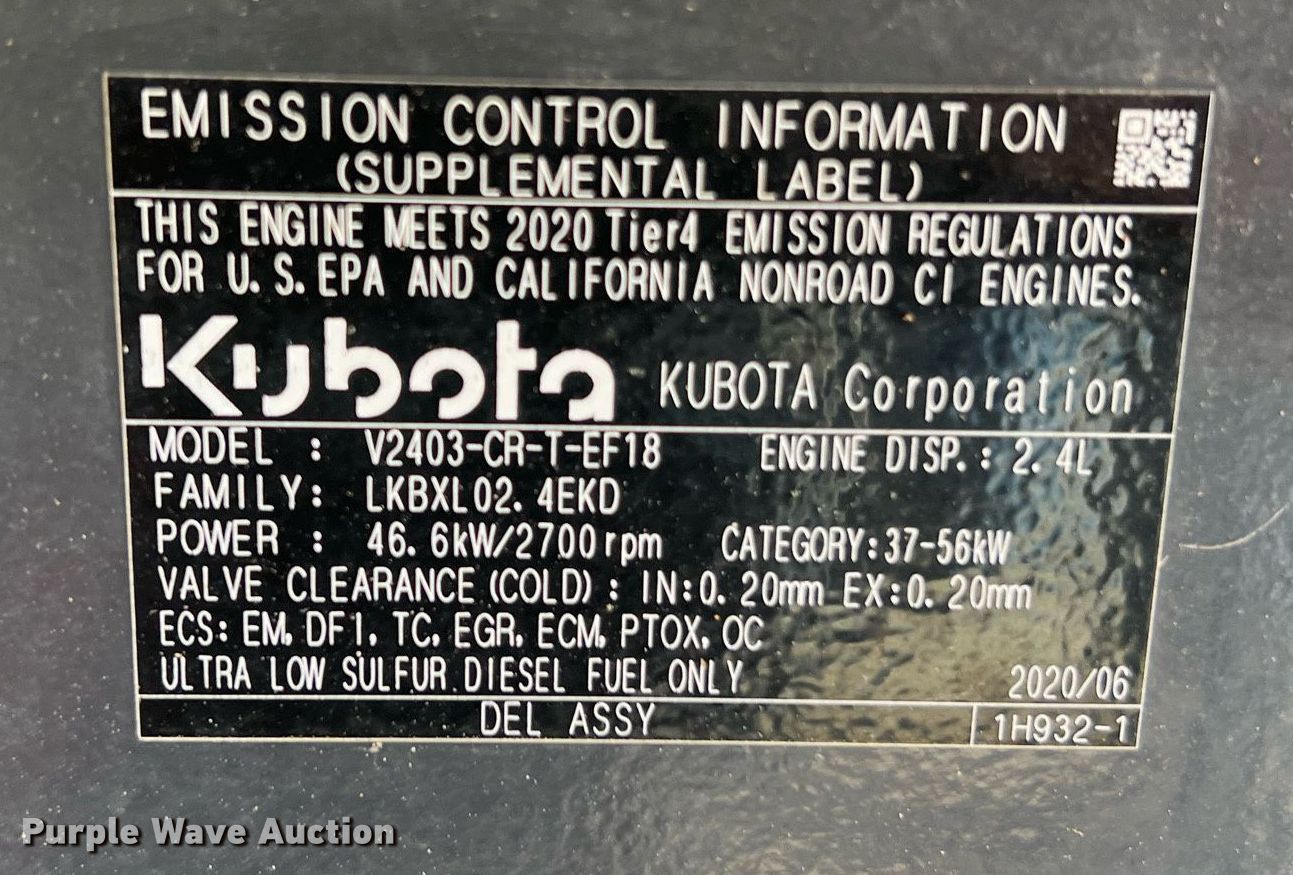 EMISSION CONTROL INFORMATION
(SUPPLEMENTAL LABEL)
THIS ENGINE MEETS 2020 Tier4 EMISSION REGULATIONS
FOR U.S. EPA AND CALIFORNIA NONROAD CI ENGINES.
Kubota KUBOTA Corporation
MODEL : V2403-CR-T-EF18 ENGINE DISP.: 2.4L
FAMILY: LKBXL02.4EKD
POWER : 46.6kW/2700rpm CATEGORY:37-56kW
VALVE CLEARANCE (COLD) : IN:0.20mm EX:0.20mm
ECS: EM, DFI, TC, EGR, ECM, PTOX, OC
ULTRA LOW SULFUR DIESEL FUEL ONLY 2020/06
DEL ASSY 1H932-1
Purple Wave Auction